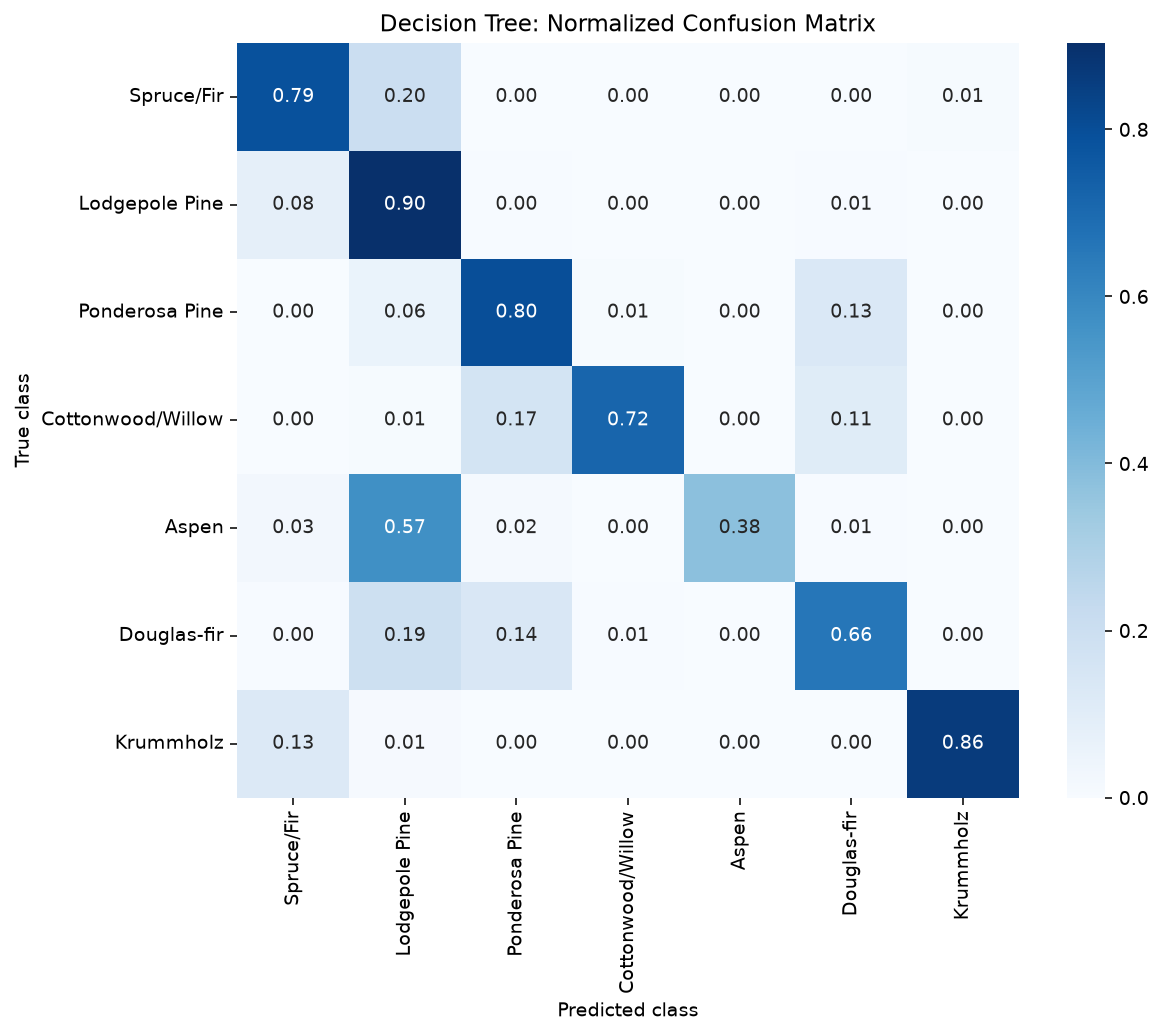 Decision Tree: Normalized Confusion Matrix
True class
Spruce/Fir 0.79 0.20 0.00 0.00 0.00 0.00 0.01
Lodgepole Pine 0.08 0.90 0.00 0.00 0.00 0.01 0.00
Ponderosa Pine 0.00 0.06 0.80 0.01 0.00 0.13 0.00
Cottonwood/Willow 0.00 0.01 0.17 0.72 0.00 0.11 0.00
Aspen 0.03 0.57 0.02 0.00 0.38 0.01 0.00
Douglas-fir 0.00 0.19 0.14 0.01 0.00 0.66 0.00
Krummholz 0.13 0.01 0.00 0.00 0.00 0.00 0.86
Spruce/Fir
Lodgepole Pine
Ponderosa Pine
Cottonwood/Willow
Aspen
Douglas-fir
Krummholz
Predicted class
0.8
0.6
0.4
0.2
0.0